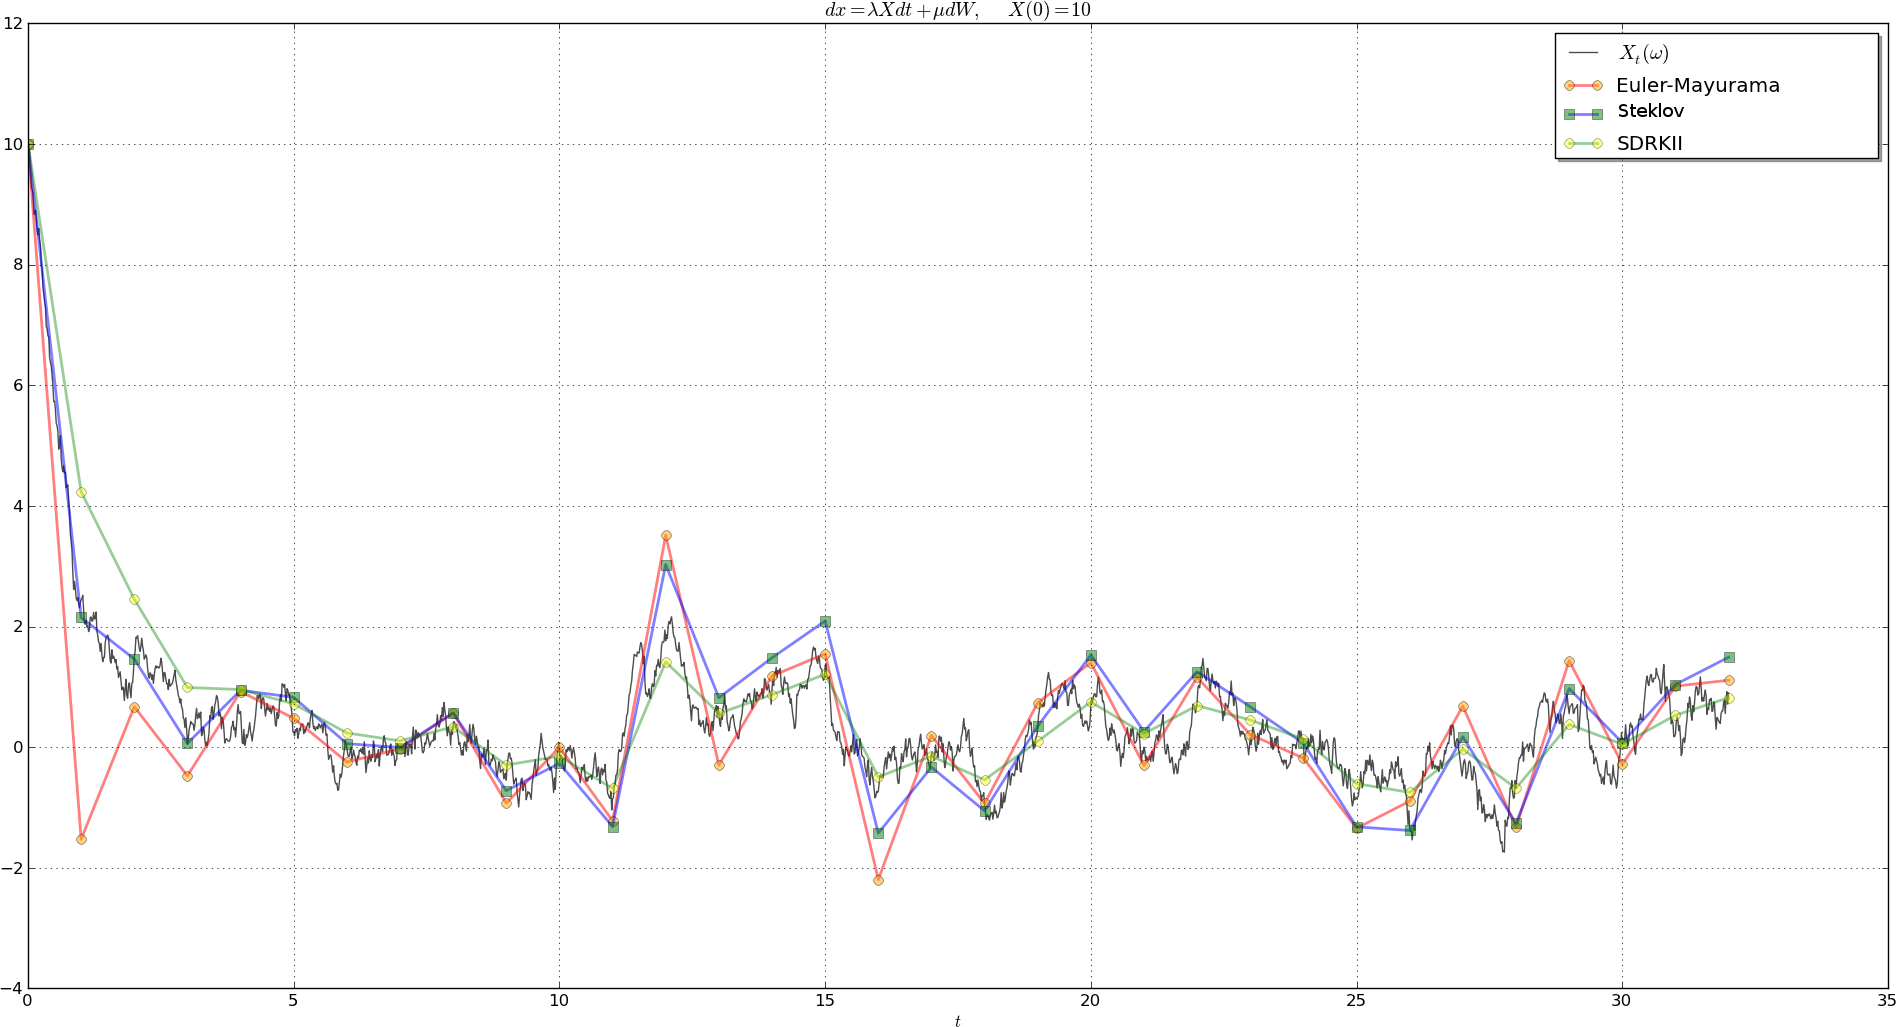 dx = λXdt + μdW,    X(0) = 10
X_t(ω)
Euler-Mayurama
Steklov
SDRKII
12
10
8
6
4
2
0
−2
−4
0 5 10 15 20 25 30 35
t